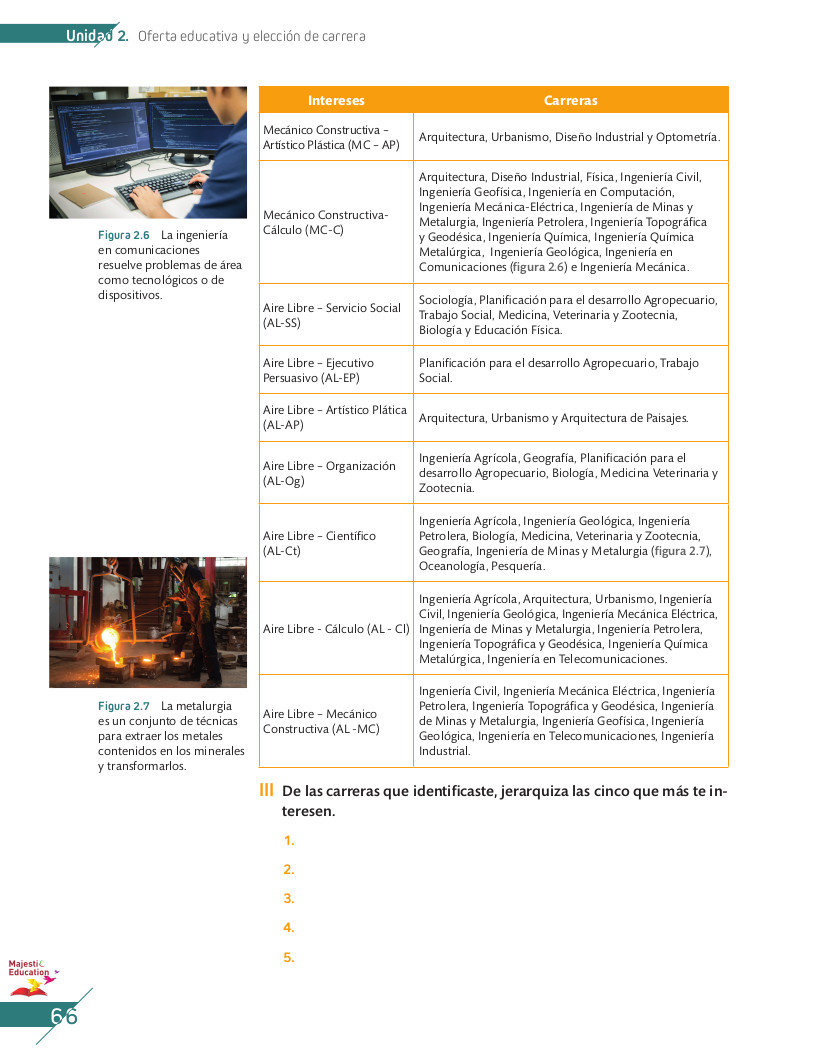 Unidad 2. Oferta educativa y elección de carrera
Figura 2.6 La ingeniería
en comunicaciones
resuelve problemas de área
como tecnológicos o de
dispositivos.
Intereses Carreras
Mecánico Constructiva –
Artístico Plástica (MC – AP)
Arquitectura, Urbanismo, Diseño Industrial y Optometría.
Mecánico Constructiva-
Cálculo (MC-C)
Arquitectura, Diseño Industrial, Física, Ingeniería Civil,
Ingeniería Geofísica, Ingeniería en Computación,
Ingeniería Mecánica-Eléctrica, Ingeniería de Minas y
Metalurgia, Ingeniería Petrolera, Ingeniería Topográfica
y Geodésica, Ingeniería Química, Ingeniería Química
Metalúrgica, Ingeniería Geológica, Ingeniería en
Comunicaciones (figura 2.6) e Ingeniería Mecánica.
Aire Libre – Servicio Social
(AL-SS)
Sociología, Planificación para el desarrollo Agropecuario,
Trabajo Social, Medicina, Veterinaria y Zootecnia,
Biología y Educación Física.
Aire Libre – Ejecutivo
Persuasivo (AL-EP)
Planificación para el desarrollo Agropecuario, Trabajo
Social.
Aire Libre – Artístico Plática
(AL-AP)
Arquitectura, Urbanismo y Arquitectura de Paisajes.
Aire Libre – Organización
(AL-Og)
Ingeniería Agrícola, Geografía, Planificación para el
desarrollo Agropecuario, Biología, Medicina Veterinaria y
Zootecnia.
Aire Libre – Científico
(AL-Ct)
Ingeniería Agrícola, Ingeniería Geológica, Ingeniería
Petrolera, Biología, Medicina, Veterinaria y Zootecnia,
Geografía, Ingeniería de Minas y Metalurgia (figura 2.7),
Oceanología, Pesquería.
Aire Libre - Cálculo (AL - Cl)
Ingeniería Agrícola, Arquitectura, Urbanismo, Ingeniería
Civil, Ingeniería Geológica, Ingeniería Mecánica Eléctrica,
Ingeniería de Minas y Metalurgia, Ingeniería Petrolera,
Ingeniería Topográfica y Geodésica, Ingeniería Química
Metalúrgica, Ingeniería en Telecomunicaciones.
Aire Libre – Mecánico
Constructiva (AL -MC)
Ingeniería Civil, Ingeniería Mecánica Eléctrica, Ingeniería
Petrolera, Ingeniería Topográfica y Geodésica, Ingeniería
de Minas y Metalurgia, Ingeniería Geofísica, Ingeniería
Geológica, Ingeniería en Telecomunicaciones, Ingeniería
Industrial.
Figura 2.7 La metalurgia
es un conjunto de técnicas
para extraer los metales
contenidos en los minerales
y transformarlos.
III De las carreras que identificaste, jerarquiza las cinco que más te in-
teresen.
1.
2.
3.
4.
5.
Majestic
Education
66